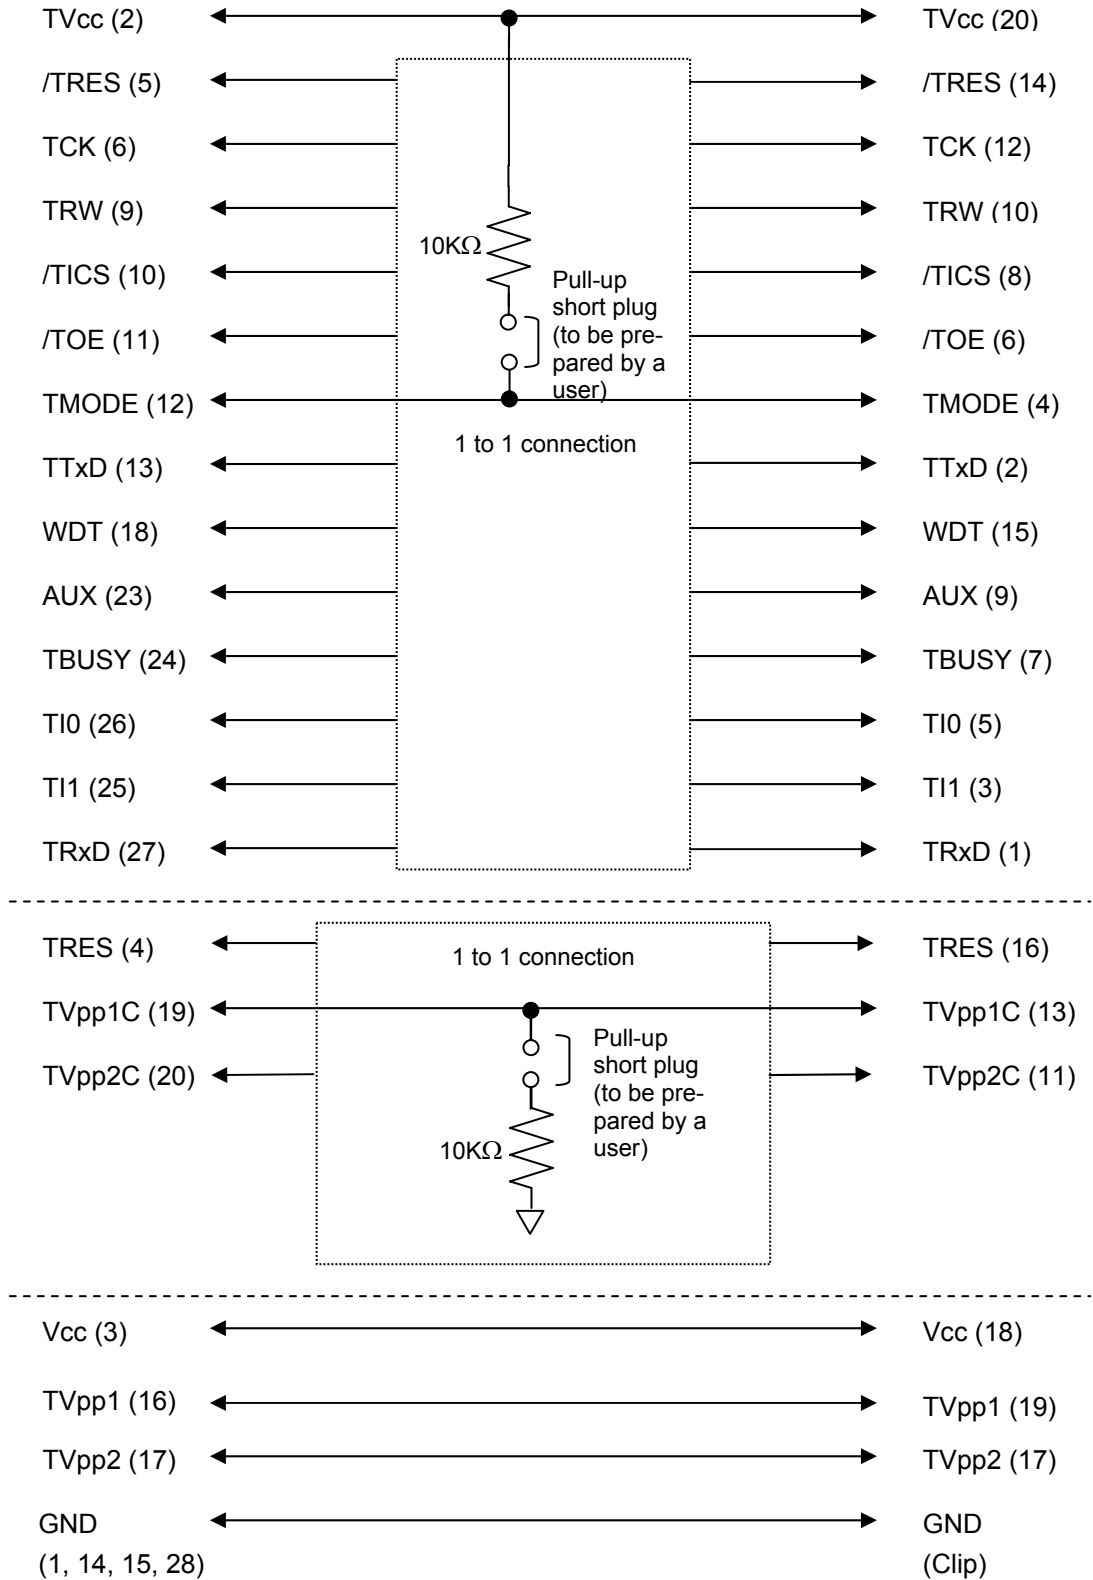 TVcc (2) TVcc (20)
/TRES (5) /TRES (14)
TCK (6) TCK (12)
TRW (9) TRW (10)
10KΩ
/TICS (10) /TICS (8)
Pull-up
short plug
(to be pre-
pared by a
user)
/TOE (11) /TOE (6)
TMODE (12) TMODE (4)
1 to 1 connection
TTxD (13) TTxD (2)
WDT (18) WDT (15)
AUX (23) AUX (9)
TBUSY (24) TBUSY (7)
TI0 (26) TI0 (5)
TI1 (25) TI1 (3)
TRxD (27) TRxD (1)
TRES (4) 1 to 1 connection TRES (16)
TVpp1C (19) TVpp1C (13)
Pull-up
short plug
(to be pre-
pared by a
user)
TVpp2C (20) TVpp2C (11)
10KΩ
Vcc (3) Vcc (18)
TVpp1 (16) TVpp1 (19)
TVpp2 (17) TVpp2 (17)
GND GND
(1, 14, 15, 28) (Clip)